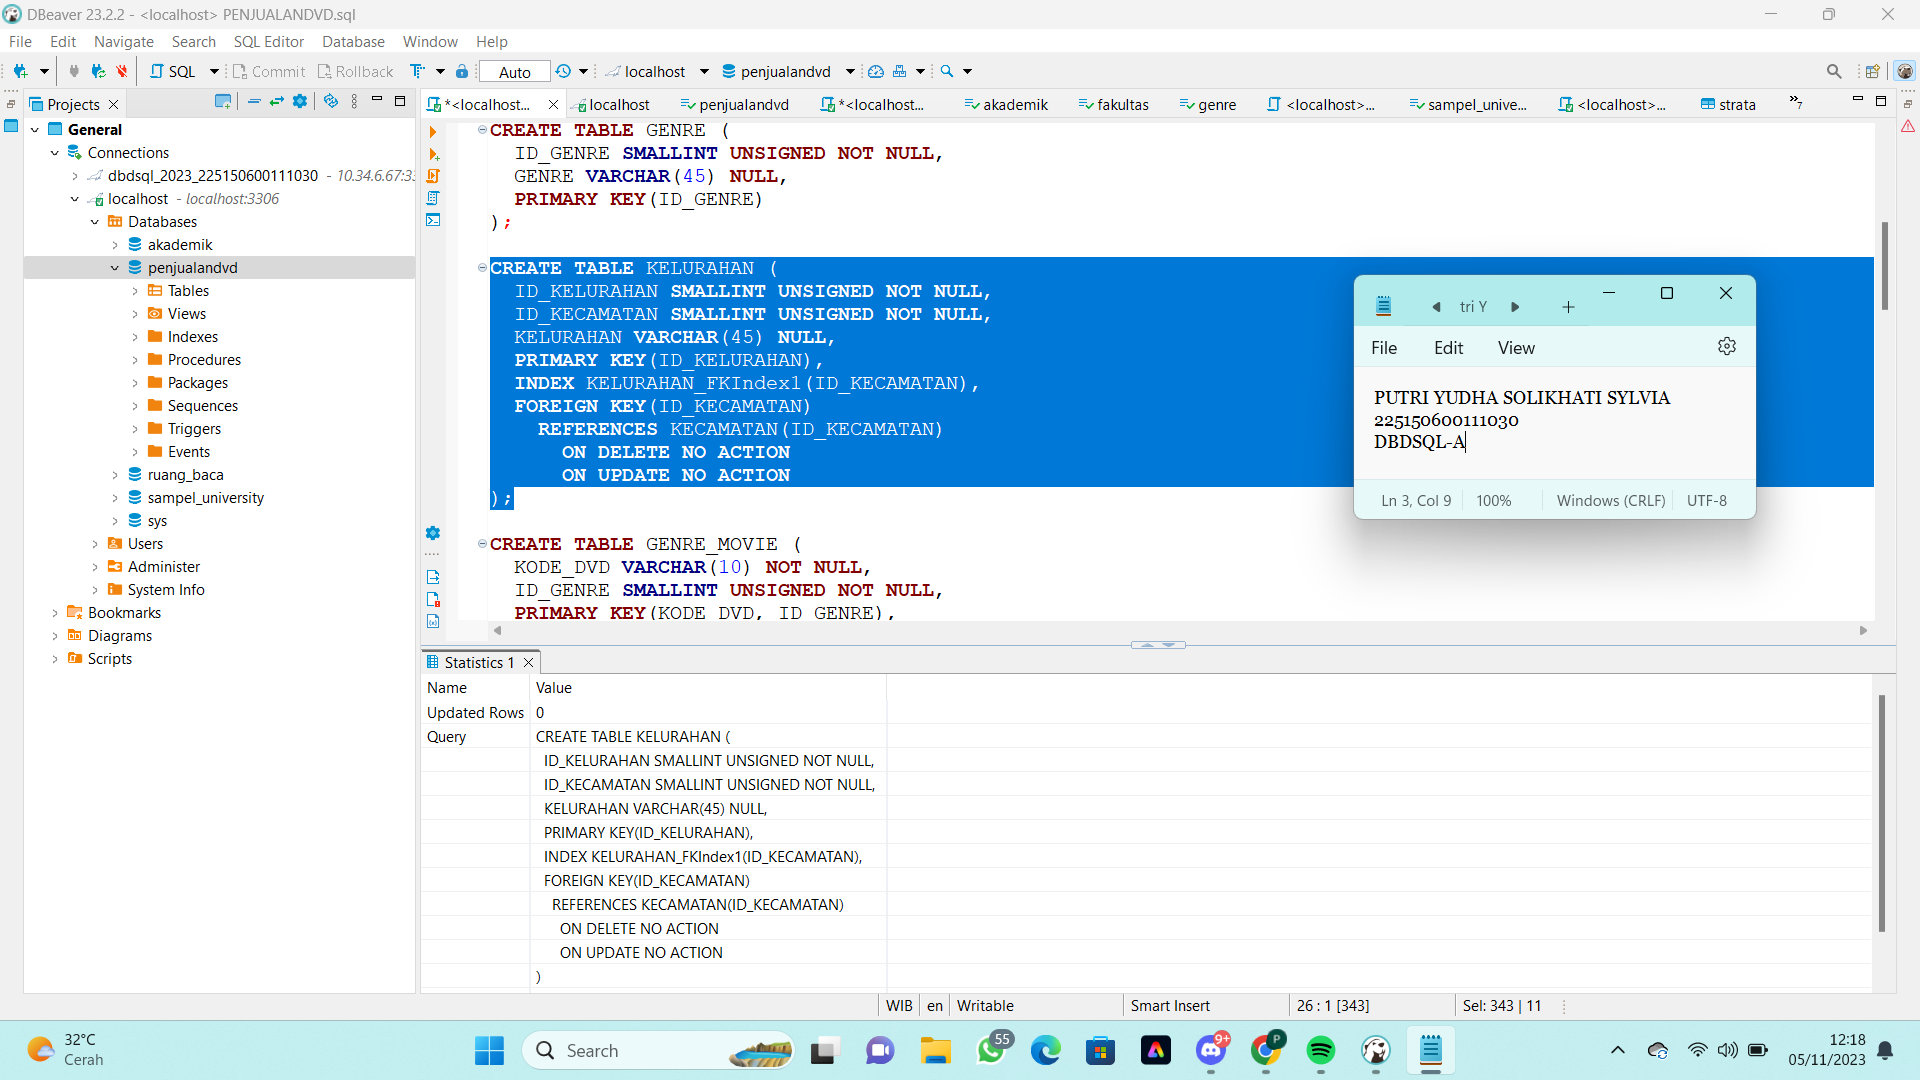 DBeaver 23.2.2 - <localhost> PENJUALANDVD.sql
File Edit Navigate Search SQL Editor Database Window Help
SQL Commit Rollback Auto localhost penjualandvd
Projects
*<localhost... localhost penjualandvd *<localhost... akademik fakultas genre <localhost>... sampel_unive... <localhost>... strata »7
General
Connections
dbdsql_2023_225150600111030 - 10.34.6.67:33
localhost - localhost:3306
Databases
akademik
penjualandvd
Tables
Views
Indexes
Procedures
Packages
Sequences
Triggers
Events
ruang_baca
sampel_university
sys
Users
Administer
System Info
Bookmarks
Diagrams
Scripts
CREATE TABLE GENRE (
ID_GENRE SMALLINT UNSIGNED NOT NULL,
GENRE VARCHAR(45) NULL,
PRIMARY KEY(ID_GENRE)
);
CREATE TABLE KELURAHAN (
ID_KELURAHAN SMALLINT UNSIGNED NOT NULL,
ID_KECAMATAN SMALLINT UNSIGNED NOT NULL,
KELURAHAN VARCHAR(45) NULL,
PRIMARY KEY(ID_KELURAHAN),
INDEX KELURAHAN_FKIndex1(ID_KECAMATAN),
FOREIGN KEY(ID_KECAMATAN)
REFERENCES KECAMATAN(ID_KECAMATAN)
ON DELETE NO ACTION
ON UPDATE NO ACTION
);
CREATE TABLE GENRE_MOVIE (
KODE_DVD VARCHAR(10) NOT NULL,
ID_GENRE SMALLINT UNSIGNED NOT NULL,
PRIMARY KEY(KODE_DVD, ID_GENRE),
tri Y
File Edit View
PUTRI YUDHA SOLIKHATI SYLVIA
225150600111030
DBDSQL-A
Ln 3, Col 9 100% Windows (CRLF) UTF-8
Statistics 1
Name Value
Updated Rows 0
Query CREATE TABLE KELURAHAN (
ID_KELURAHAN SMALLINT UNSIGNED NOT NULL,
ID_KECAMATAN SMALLINT UNSIGNED NOT NULL,
KELURAHAN VARCHAR(45) NULL,
PRIMARY KEY(ID_KELURAHAN),
INDEX KELURAHAN_FKIndex1(ID_KECAMATAN),
FOREIGN KEY(ID_KECAMATAN)
REFERENCES KECAMATAN(ID_KECAMATAN)
ON DELETE NO ACTION
ON UPDATE NO ACTION
)
WIB en Writable Smart Insert 26 : 1 [343] Sel: 343 | 11
32°C
Cerah
Search
55
9+
P
12:18
05/11/2023